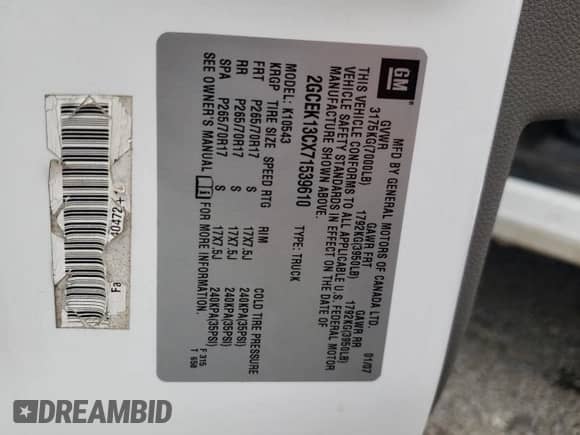 GM
MFD BY GENERAL MOTORS OF CANADA LTD.
01/07
GVWR GAWR FRT GAWR RR
3175KG(7000LB) 1792KG(3950LB) 1792KG(3950LB)
THIS VEHICLE CONFORMS TO ALL APPLICABLE U.S. FEDERAL MOTOR
VEHICLE SAFETY STANDARDS IN EFFECT ON THE DATE OF
MANUFACTURE SHOWN ABOVE.
2GCEK13CX71539610 TYPE: TRUCK
MODEL: K10543
KRGP TIRE SIZE SPEED RTG RIM COLD TIRE PRESSURE
FRT P265/70R17 S 17X7.5J 240KPA(35PSI)
RR P265/70R17 S 17X7.5J 240KPA(35PSI)
SPA P265/70R17 S 17X7.5J 240KPA(35PSI)
SEE OWNER'S MANUAL i FOR MORE INFORMATION.
F 315
T 658
Fa
DREAMBID